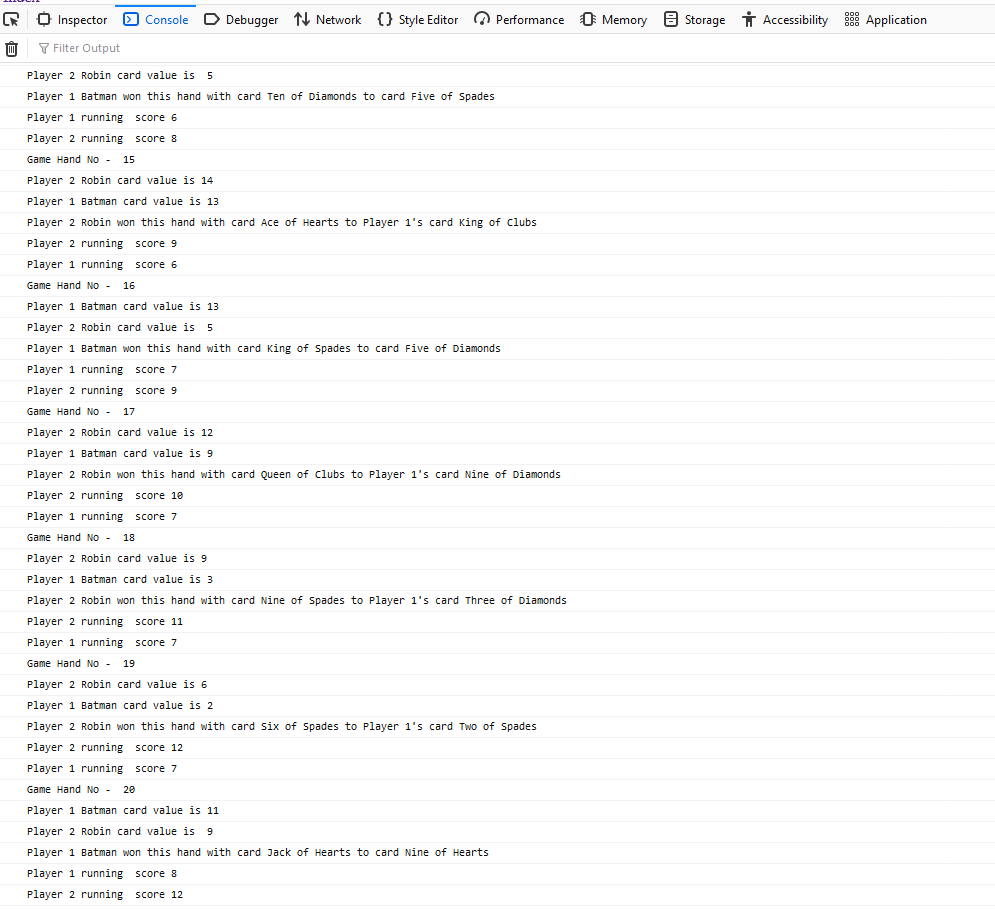 Inspector Console Debugger Network Style Editor Performance Memory Storage Accessibility Application
Filter Output
Player 2 Robin card value is  5
Player 1 Batman won this hand with card Ten of Diamonds to card Five of Spades
Player 1 running  score 6
Player 2 running  score 8
Game Hand No -  15
Player 2 Robin card value is 14
Player 1 Batman card value is 13
Player 2 Robin won this hand with card Ace of Hearts to Player 1's card King of Clubs
Player 2 running  score 9
Player 1 running  score 6
Game Hand No -  16
Player 1 Batman card value is 13
Player 2 Robin card value is  5
Player 1 Batman won this hand with card King of Spades to card Five of Diamonds
Player 1 running  score 7
Player 2 running  score 9
Game Hand No -  17
Player 2 Robin card value is 12
Player 1 Batman card value is 9
Player 2 Robin won this hand with card Queen of Clubs to Player 1's card Nine of Diamonds
Player 2 running  score 10
Player 1 running  score 7
Game Hand No -  18
Player 2 Robin card value is 9
Player 1 Batman card value is 3
Player 2 Robin won this hand with card Nine of Spades to Player 1's card Three of Diamonds
Player 2 running  score 11
Player 1 running  score 7
Game Hand No -  19
Player 2 Robin card value is 6
Player 1 Batman card value is 2
Player 2 Robin won this hand with card Six of Spades to Player 1's card Two of Spades
Player 2 running  score 12
Player 1 running  score 7
Game Hand No -  20
Player 1 Batman card value is 11
Player 2 Robin card value is  9
Player 1 Batman won this hand with card Jack of Hearts to card Nine of Hearts
Player 1 running  score 8
Player 2 running  score 12